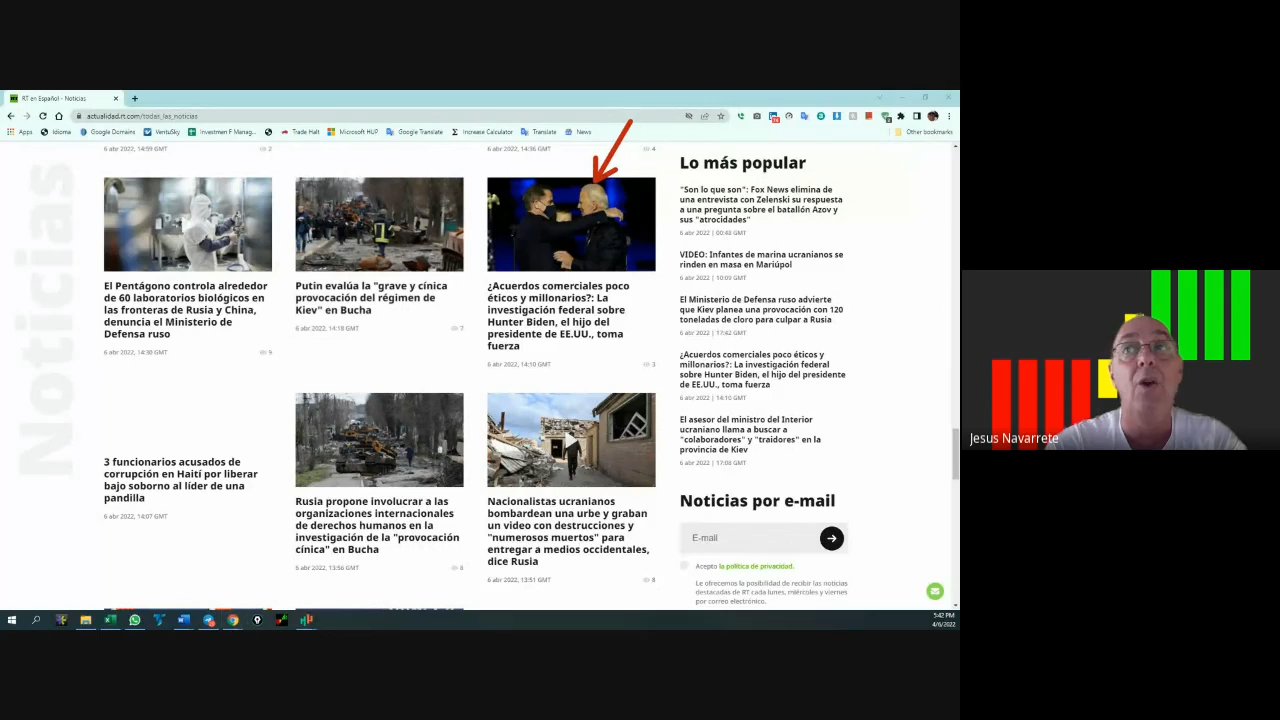 RT en Español - Noticias
actualidad.rt.com/todas_las_noticias
Apps
Idioma
Google Domains
VentuSky
Investmen F Manag...
Trade Halt
Microsoft HUP
Google Translate
Increase Calculator
Translate
News
Other bookmarks
Noticias
6 abr 2022, 14:59 GMT
2
6 abr 2022, 14:36 GMT
4
El Pentágono controla alrededor
de 60 laboratorios biológicos en
las fronteras de Rusia y China,
denuncia el Ministerio de
Defensa ruso
6 abr 2022, 14:30 GMT
Putin evalúa la "grave y cínica
provocación del régimen de
Kiev" en Bucha
6 abr 2022, 14:18 GMT
7
¿Acuerdos comerciales poco
éticos y millonarios?: La
investigación federal sobre
Hunter Biden, el hijo del
presidente de EE.UU., toma
fuerza
6 abr 2022, 14:10 GMT
3
3 funcionarios acusados de
corrupción en Haití por liberar
bajo soborno al líder de una
pandilla
6 abr 2022, 14:07 GMT
Rusia propone involucrar a las
organizaciones internacionales
de derechos humanos en la
investigación de la "provocación
cínica" en Bucha
6 abr 2022, 13:56 GMT
Nacionalistas ucranianos
bombardean una urbe y graban
un video con destrucciones y
"numerosos muertos" para
entregar a medios occidentales,
dice Rusia
6 abr 2022, 13:51 GMT
8
Lo más popular
"Son lo que son": Fox News elimina de
una entrevista con Zelenski su respuesta
a una pregunta sobre el batallón Azov y
sus "atrocidades"
6 abr 2022 | 00:48 GMT
VIDEO: Infantes de marina ucranianos se
rinden en masa en Mariúpol
6 abr 2022 | 10:09 GMT
El Ministerio de Defensa ruso advierte
que Kiev planea una provocación con 120
toneladas de cloro para culpar a Rusia
6 abr 2022 | 17:42 GMT
¿Acuerdos comerciales poco éticos y
millonarios?: La investigación federal
sobre Hunter Biden, el hijo del presidente
de EE.UU., toma fuerza
6 abr 2022 | 14:10 GMT
El asesor del ministro del Interior
ucraniano llama a buscar a
"colaboradores" y "traidores" en la
provincia de Kiev
6 abr 2022 | 17:06 GMT
Noticias por e-mail
E-mail
Acepto la política de privacidad.
Le ofrecemos la posibilidad de recibir las noticias
destacadas de RT cada lunes, miércoles y viernes
por correo electrónico.
5:42 PM
4/6/2022
Jesus Navarrete